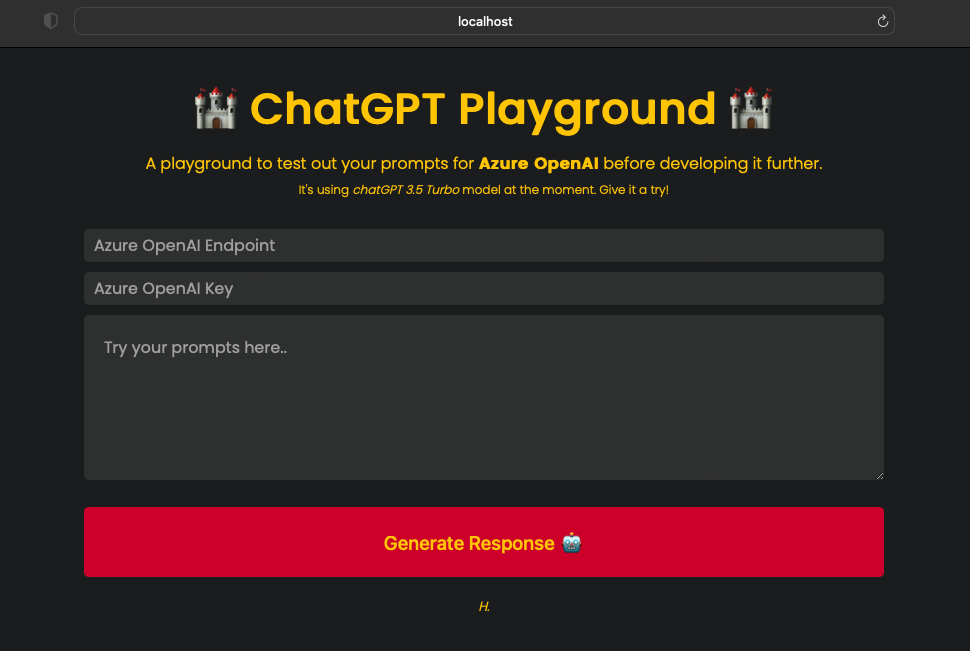 localhost
🏰 ChatGPT Playground 🏰
A playground to test out your prompts for Azure OpenAI before developing it further.
It's using chatGPT 3.5 Turbo model at the moment. Give it a try!
Azure OpenAI Endpoint
Azure OpenAI Key
Try your prompts here..
Generate Response 🤖
H.